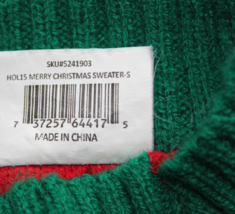 SKU#5241903
HOL15 MERRY CHRISTMAS SWEATER-S
7 37257 64417 5
MADE IN CHINA